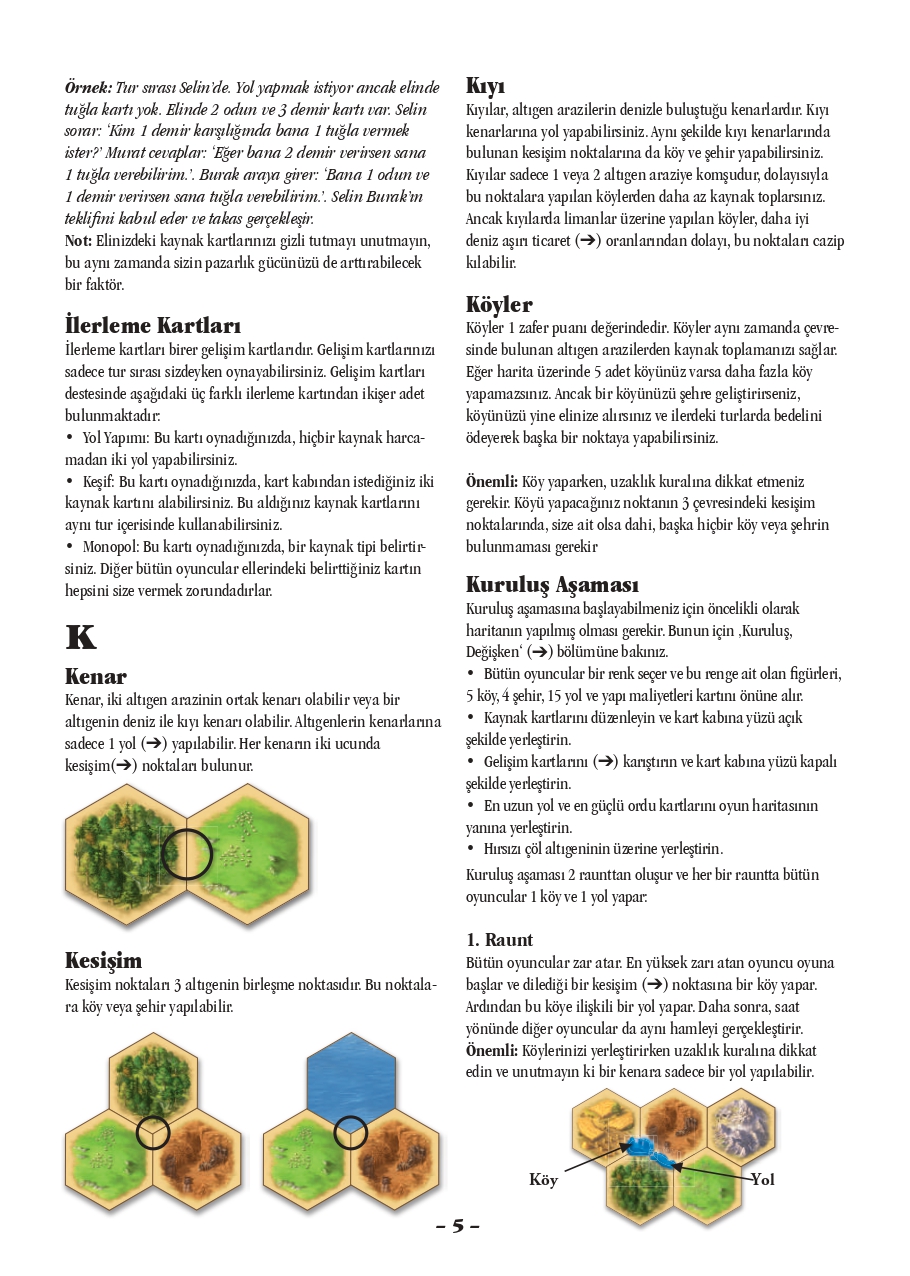 Örnek: Tur sırası Selin'de. Yol yapmak istiyor ancak elinde
tuğla kartı yok. Elinde 2 odun ve 3 demir kartı var. Selin
sorar: 'Kim 1 demir karşılığında bana 1 tuğla vermek
ister?' Murat cevaplar: 'Eğer bana 2 demir verirsen sana
1 tuğla verebilirim.'. Burak araya girer: 'Bana 1 odun ve
1 demir verirsen sana tuğla verebilirim.'. Selin Burak'ın
teklifini kabul eder ve takas gerçekleşir.
Not: Elinizdeki kaynak kartlarınızı gizli tutmayı unutmayın,
bu aynı zamanda sizin pazarlık gücünüzü de arttırabilecek
bir faktör.
İlerleme Kartları
İlerleme kartları birer gelişim kartlarıdır. Gelişim kartlarınızı
sadece tur sırası sizdeyken oynayabilirsiniz. Gelişim kartları
destesinde aşağıdaki üç farklı ilerleme kartından ikişer adet
bulunmaktadır:
• Yol Yapımı: Bu kartı oynadığınızda, hiçbir kaynak harca-
madan iki yol yapabilirsiniz.
• Keşif: Bu kartı oynadığınızda, kart kabından istediğiniz iki
kaynak kartını alabilirsiniz. Bu aldığınız kaynak kartlarını
aynı tur içerisinde kullanabilirsiniz.
• Monopol: Bu kartı oynadığınızda, bir kaynak tipi belirtir-
siniz. Diğer bütün oyuncular ellerindeki belirttiğiniz kartın
hepsini size vermek zorundadırlar.
K
Kenar
Kenar, iki altıgen arazinin ortak kenarı olabilir veya bir
altıgenin deniz ile kıyı kenarı olabilir. Altıgenlerin kenarlarına
sadece 1 yol (➔) yapılabilir. Her kenarın iki ucunda
kesişim(➔) noktaları bulunur.
Kesişim
Kesişim noktaları 3 altıgenin birleşme noktasıdır. Bu noktala-
ra köy veya şehir yapılabilir.
Kıyı
Kıyılar, altıgen arazilerin denizle buluştuğu kenarlardır. Kıyı
kenarlarına yol yapabilirsiniz. Aynı şekilde kıyı kenarlarında
bulunan kesişim noktalarına da köy ve şehir yapabilirsiniz.
Kıyılar sadece 1 veya 2 altıgen araziye komşudur, dolayısıyla
bu noktalara yapılan köylerden daha az kaynak toplarsınız.
Ancak kıyılarda limanlar üzerine yapılan köyler, daha iyi
deniz aşırı ticaret (➔) oranlarından dolayı, bu noktaları cazip
kılabilir.
Köyler
Köyler 1 zafer puanı değerindedir. Köyler aynı zamanda çevre-
sinde bulunan altıgen arazilerden kaynak toplamanızı sağlar.
Eğer harita üzerinde 5 adet köyünüz varsa daha fazla köy
yapamazsınız. Ancak bir köyünüzü şehre geliştirirseniz,
köyünüzü yine elinize alırsınız ve ilerdeki turlarda bedelini
ödeyerek başka bir noktaya yapabilirsiniz.
Önemli: Köy yaparken, uzaklık kuralına dikkat etmeniz
gerekir. Köyü yapacağınız noktanın 3 çevresindeki kesişim
noktalarında, size ait olsa dahi, başka hiçbir köy veya şehrin
bulunmaması gerekir
Kuruluş Aşaması
Kuruluş aşamasına başlayabilmeniz için öncelikli olarak
haritanın yapılmış olması gerekir. Bunun için ‚Kuruluş,
Değişken‘ (➔) bölümüne bakınız.
• Bütün oyuncular bir renk seçer ve bu renge ait olan figürleri,
5 köy, 4 şehir, 15 yol ve yapı maliyetleri kartını önüne alır.
• Kaynak kartlarını düzenleyin ve kart kabına yüzü açık
şekilde yerleştirin.
• Gelişim kartlarını (➔) karıştırın ve kart kabına yüzü kapalı
şekilde yerleştirin.
• En uzun yol ve en güçlü ordu kartlarını oyun haritasının
yanına yerleştirin.
• Hırsızı çöl altıgeninin üzerine yerleştirin.
Kuruluş aşaması 2 raunttan oluşur ve her bir rauntta bütün
oyuncular 1 köy ve 1 yol yapar:
1. Raunt
Bütün oyuncular zar atar. En yüksek zarı atan oyuncu oyuna
başlar ve dilediği bir kesişim (➔) noktasına bir köy yapar.
Ardından bu köye ilişkili bir yol yapar. Daha sonra, saat
yönünde diğer oyuncular da aynı hamleyi gerçekleştirir.
Önemli: Köylerinizi yerleştirirken uzaklık kuralına dikkat
edin ve unutmayın ki bir kenara sadece bir yol yapılabilir.
Köy
Yol
– 5 –